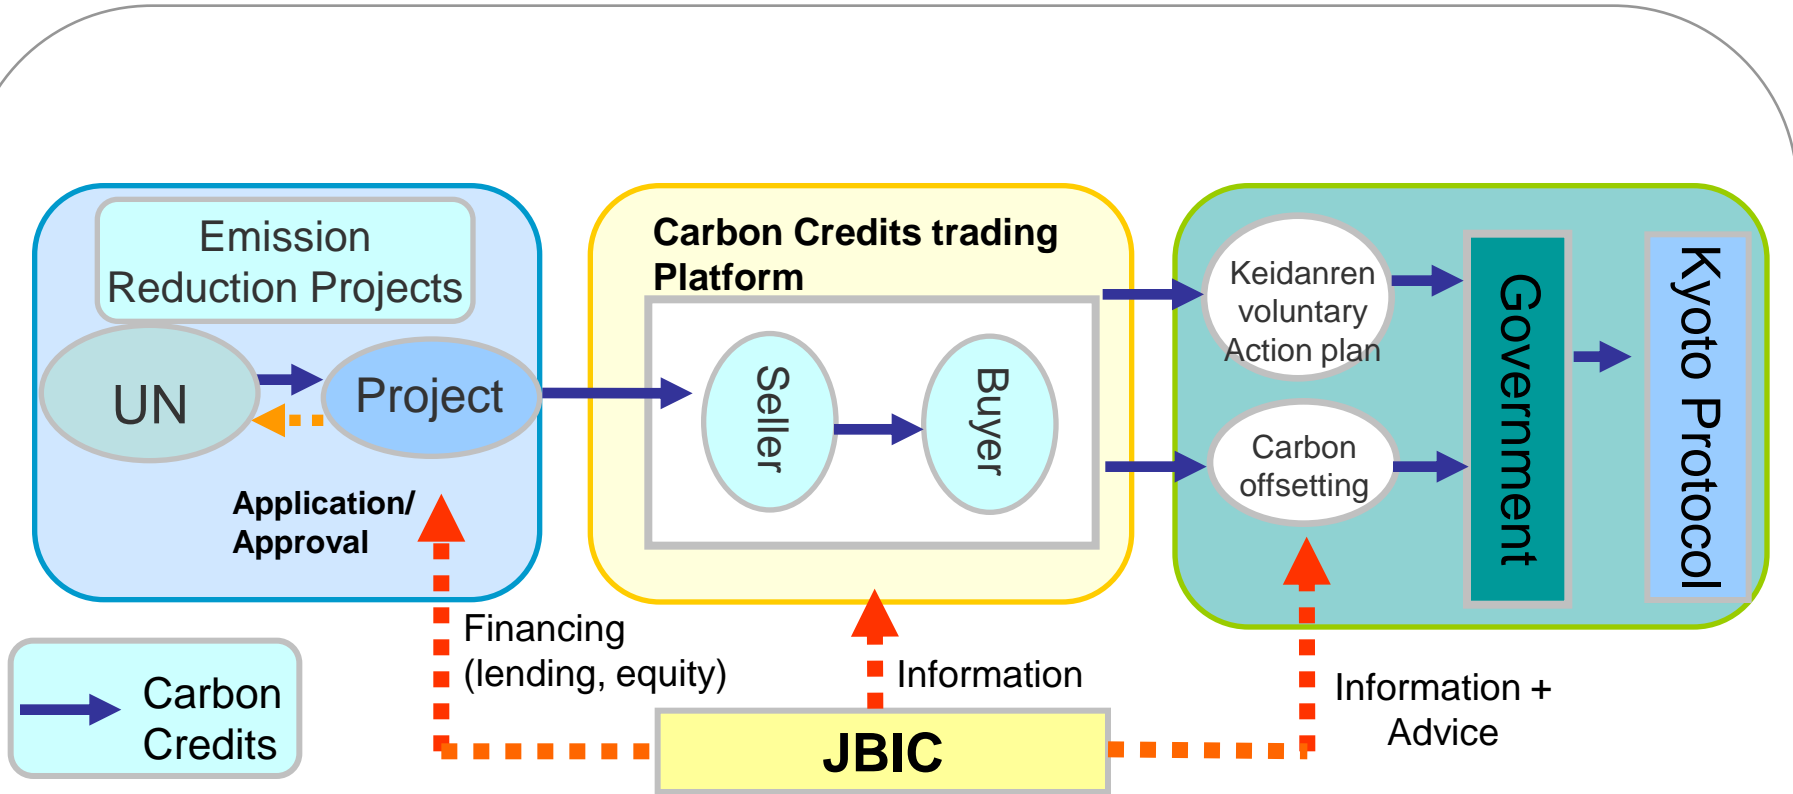 Emission
Reduction Projects
UN
Project
Application/
Approval
Carbon Credits trading
Platform
Seller
Buyer
Keidanren
voluntary
Action plan
Carbon
offsetting
Government
Kyoto Protocol
Financing
(lending, equity)
Information
Information +
Advice
JBIC
Carbon
Credits